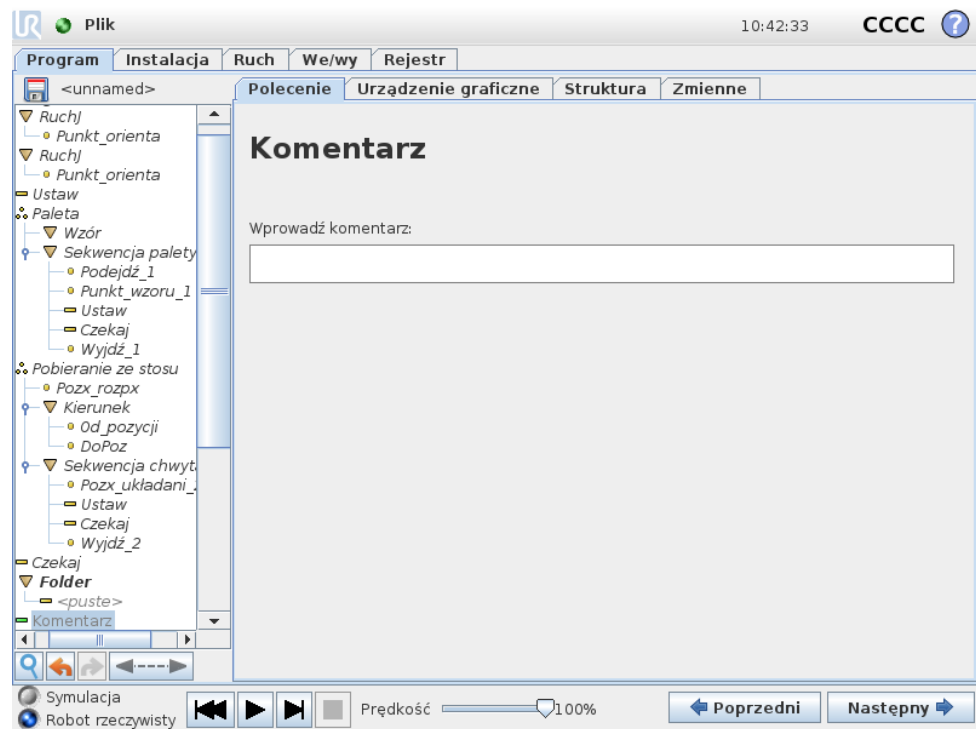 UR Plik 10:42:33 CCCC ?
Program Instalacja Ruch We/wy Rejestr
<unnamed>
Polecenie Urządzenie graficzne Struktura Zmienne
RuchJ
Punkt_orienta
RuchJ
Punkt_orienta
Ustaw
Paleta
Wzór
Sekwencja palety
Podejdź_1
Punkt_wzoru_1
Ustaw
Czekaj
Wyjdź_1
Pobieranie ze stosu
Pozx_rozpx
Kierunek
Od_pozycji
DoPoz
Sekwencja chwyt
Pozx_układani_
Ustaw
Czekaj
Wyjdź_2
Czekaj
Folder
<puste>
Komentarz
Komentarz
Wprowadź komentarz:
Symulacja
Robot rzeczywisty
Prędkość 100%
Poprzedni Następny